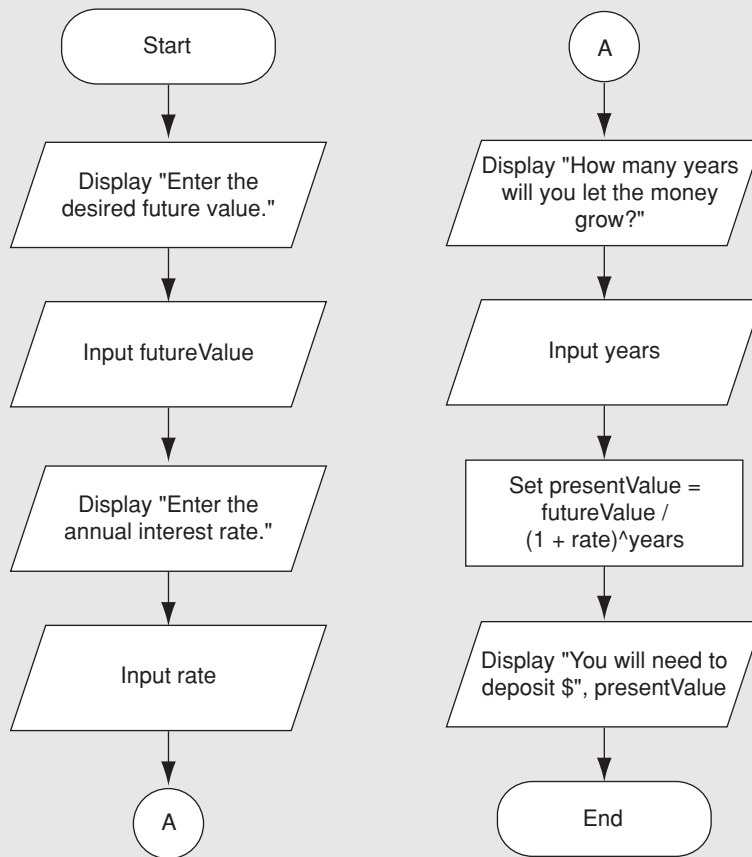 Start
Display "Enter the
desired future value."
Input futureValue
Display "Enter the
annual interest rate."
Input rate
A
A
Display "How many years
will you let the money
grow?"
Input years
Set presentValue =
futureValue /
(1 + rate)^years
Display "You will need to
deposit $", presentValue
End